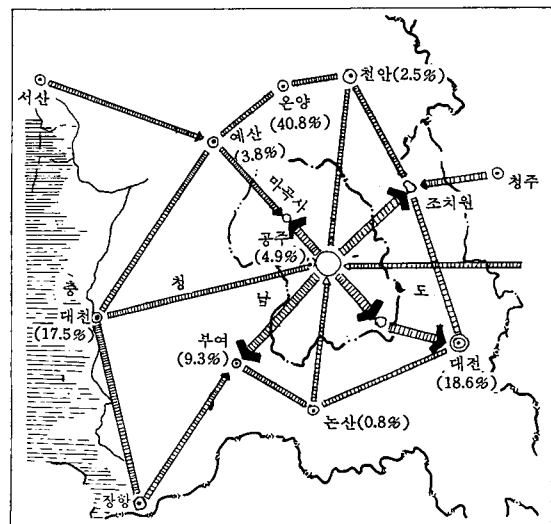 천안(2.5%)
온양
(40.8%)
서산
예산
(3.8%)
청주
조치원
마곡사
공주
(4.9%)
충 청 남 도
대천
(17.5%)
부여
(9.3%)
대전
(18.6%)
논산(0.8%)
장항